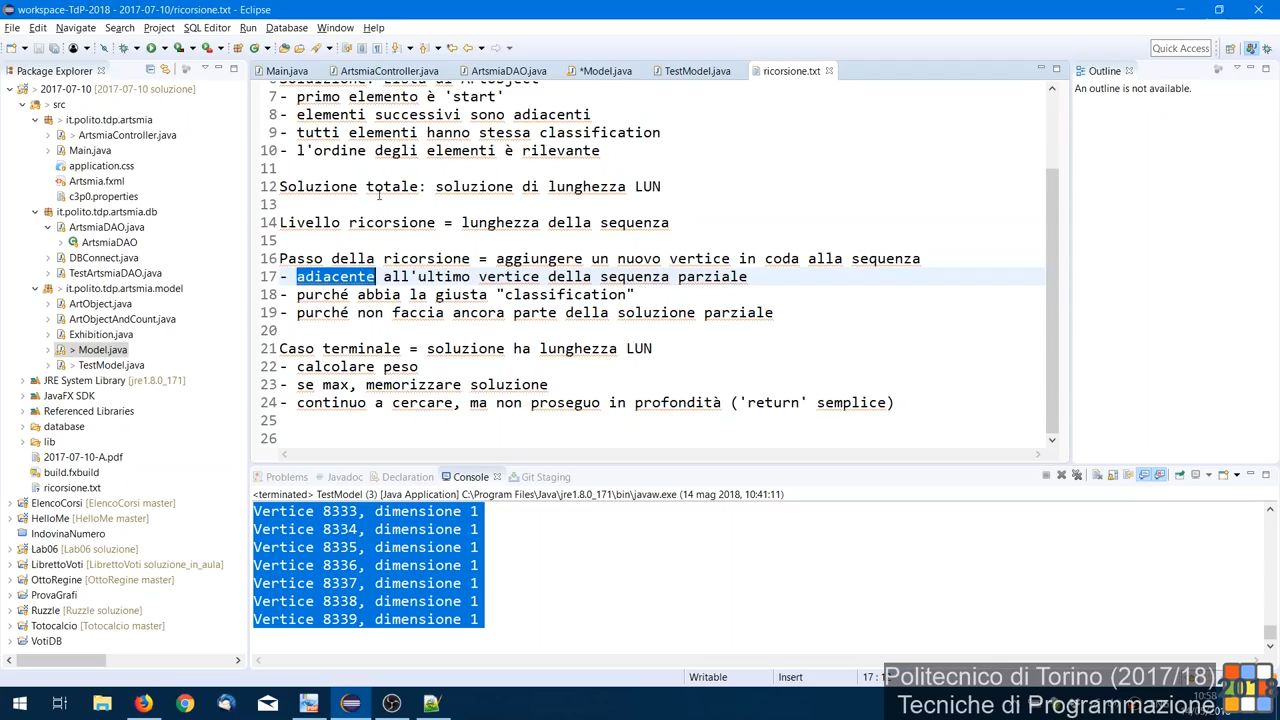 workspace-TdP-2018 - 2017-07-10/ricorsione.txt - Eclipse
File Edit Navigate Search Project SQL Editor Run Database Window Help
Quick Access
Package Explorer
Main.java ArtsmiaController.java ArtsmiaDAO.java *Model.java TestModel.java ricorsione.txt
Outline
An outline is not available.
2017-07-10 [2017-07-10 soluzione]
src
it.polito.tdp.artsmia
ArtsmiaController.java
Main.java
application.css
Artsmia.fxml
c3p0.properties
it.polito.tdp.artsmia.db
ArtsmiaDAO.java
ArtsmiaDAO
DBConnect.java
TestArtsmiaDAO.java
it.polito.tdp.artsmia.model
ArtObject.java
ArtObjectAndCount.java
Exhibition.java
> Model.java
TestModel.java
JRE System Library [jre1.8.0_171]
JavaFX SDK
Referenced Libraries
database
lib
2017-07-10-A.pdf
build.fxbuild
ricorsione.txt
ElencoCorsi [ElencoCorsi master]
HelloMe [HelloMe master]
IndovinaNumero
Lab06 [Lab06 soluzione]
LibrettoVoti [LibrettoVoti soluzione_in_aula]
OttoRegine [OttoRegine master]
ProvaGrafi
Ruzzle [Ruzzle soluzione]
Totocalcio [Totocalcio master]
VotiDB
7 - primo elemento è 'start'
8 - elementi successivi sono adiacenti
9 - tutti elementi hanno stessa classification
10 - l'ordine degli elementi è rilevante
11
12 Soluzione totale: soluzione di lunghezza LUN
13
14 Livello ricorsione = lunghezza della sequenza
15
16 Passo della ricorsione = aggiungere un nuovo vertice in coda alla sequenza
17 - adiacente all'ultimo vertice della sequenza parziale
18 - purché abbia la giusta "classification"
19 - purché non faccia ancora parte della soluzione parziale
20
21 Caso terminale = soluzione ha lunghezza LUN
22 - calcolare peso
23 - se max, memorizzare soluzione
24 - continuo a cercare, ma non proseguo in profondità ('return' semplice)
25
26
Problems Javadoc Declaration Console Git Staging
<terminated> TestModel (3) [Java Application] C:\Program Files\Java\jre1.8.0_171\bin\javaw.exe (14 mag 2018, 10:41:11)
Vertice 8333, dimensione 1
Vertice 8334, dimensione 1
Vertice 8335, dimensione 1
Vertice 8336, dimensione 1
Vertice 8337, dimensione 1
Vertice 8338, dimensione 1
Vertice 8339, dimensione 1
Writable Insert
Politecnico di Torino (2017/18)
Tecniche di Programmazione
2018
10:58